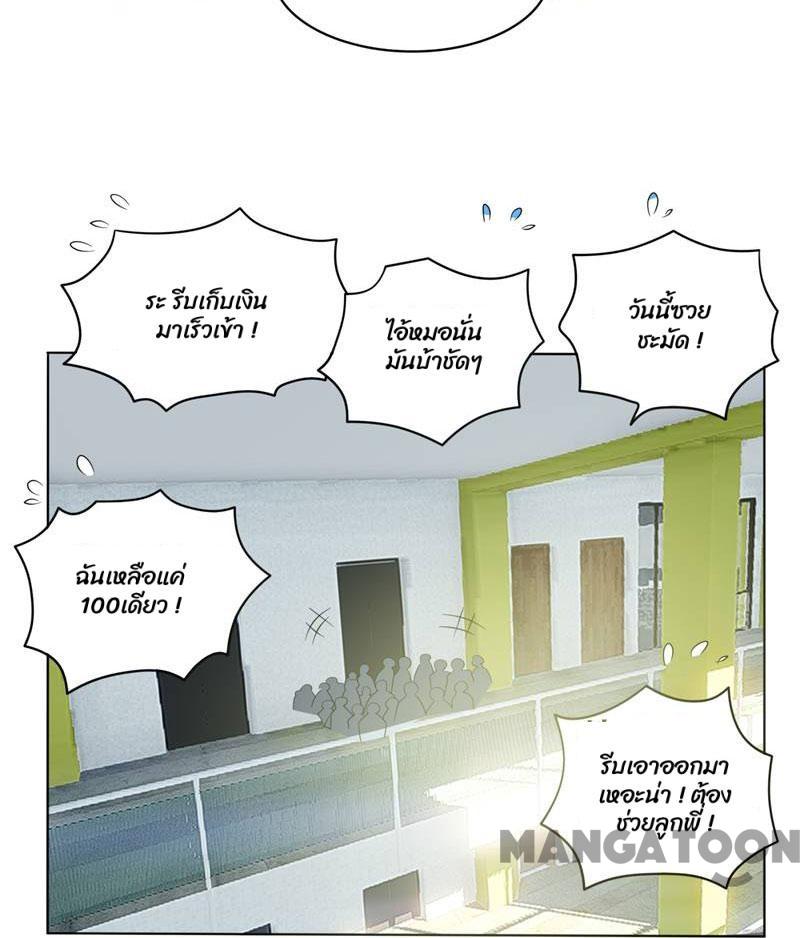 ระ รีบเก็บเงิน
มาเร็วเข้า !
ไอ้หมอนั่น
มันบ้าชัดๆ
วันนี้ซวย
ชะมัด !
ฉันเหลือแค่
100เดียว !
รีบเอาออกมา
เหอะน่า ! ต้อง
ช่วยลูกพี่ !
MANGATOON